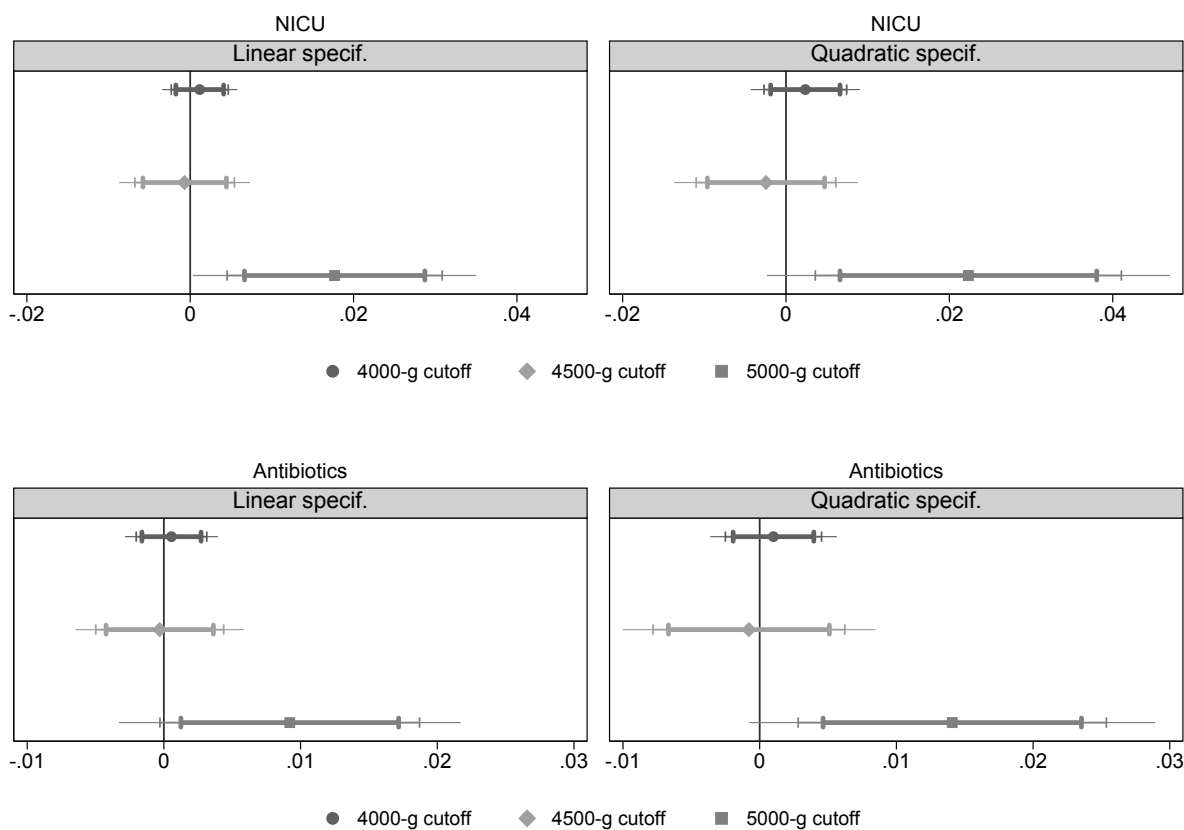 NICU
Linear specif.
-.02 0 .02 .04
NICU
Quadratic specif.
-.02 0 .02 .04
4000-g cutoff 4500-g cutoff 5000-g cutoff
Antibiotics
Linear specif.
-.01 0 .01 .02 .03
Antibiotics
Quadratic specif.
-.01 0 .01 .02 .03
4000-g cutoff 4500-g cutoff 5000-g cutoff